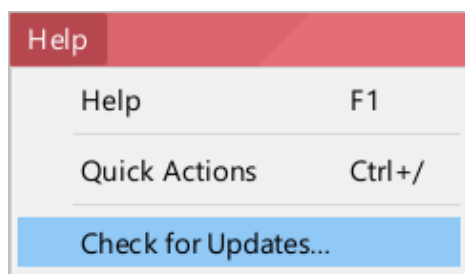 Help
Help F1
Quick Actions Ctrl+/
Check for Updates...